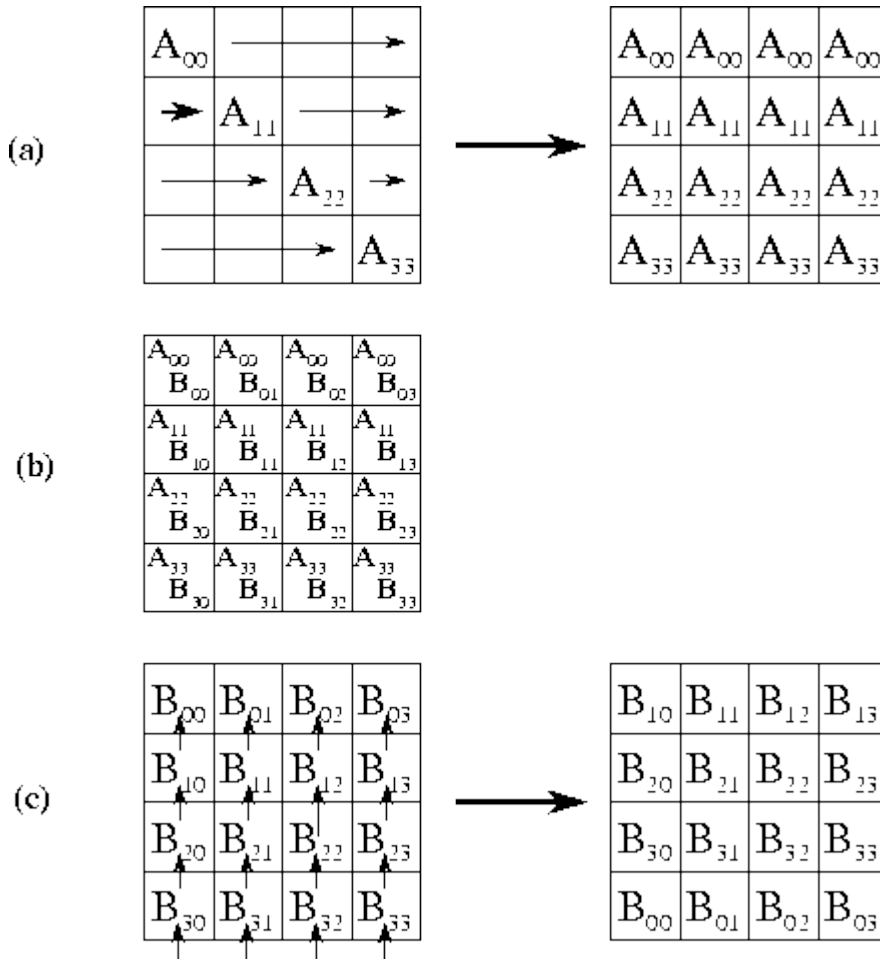 A00 A00 A00 A00 A00
A11 A11 A11 A11 A11
(a)
A22 A22 A22 A22 A22
A33 A33 A33 A33 A33
A00 A00 A00 A00
B00 B01 B02 B03
A11 A11 A11 A11
B10 B11 B12 B13
(b)
A22 A22 A22 A22
B20 B21 B22 B23
A33 A33 A33 A33
B30 B31 B32 B33
B00 B01 B02 B03 B10 B11 B12 B13
B10 B11 B12 B13 B20 B21 B22 B23
(c)
B20 B21 B22 B23 B30 B31 B32 B33
B30 B31 B32 B33 B00 B01 B02 B03